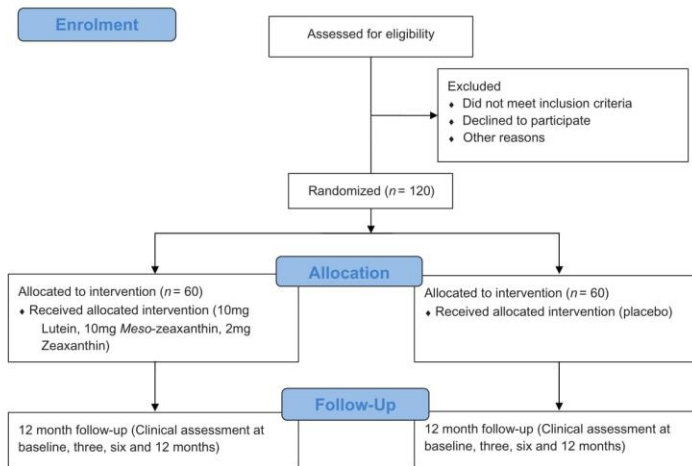 Enrolment
Assessed for eligibility
Excluded
♦ Did not meet inclusion criteria
♦ Declined to participate
♦ Other reasons
Randomized (n = 120)
Allocation
Allocated to intervention (n = 60)
♦ Received allocated intervention (10mg
Lutein, 10mg Meso-zeaxanthin, 2mg
Zeaxanthin)
Allocated to intervention (n = 60)
♦ Received allocated intervention (placebo)
Follow-Up
12 month follow-up (Clinical assessment at
baseline, three, six and 12 months)
12 month follow-up (Clinical assessment at
baseline, three, six and 12 months)